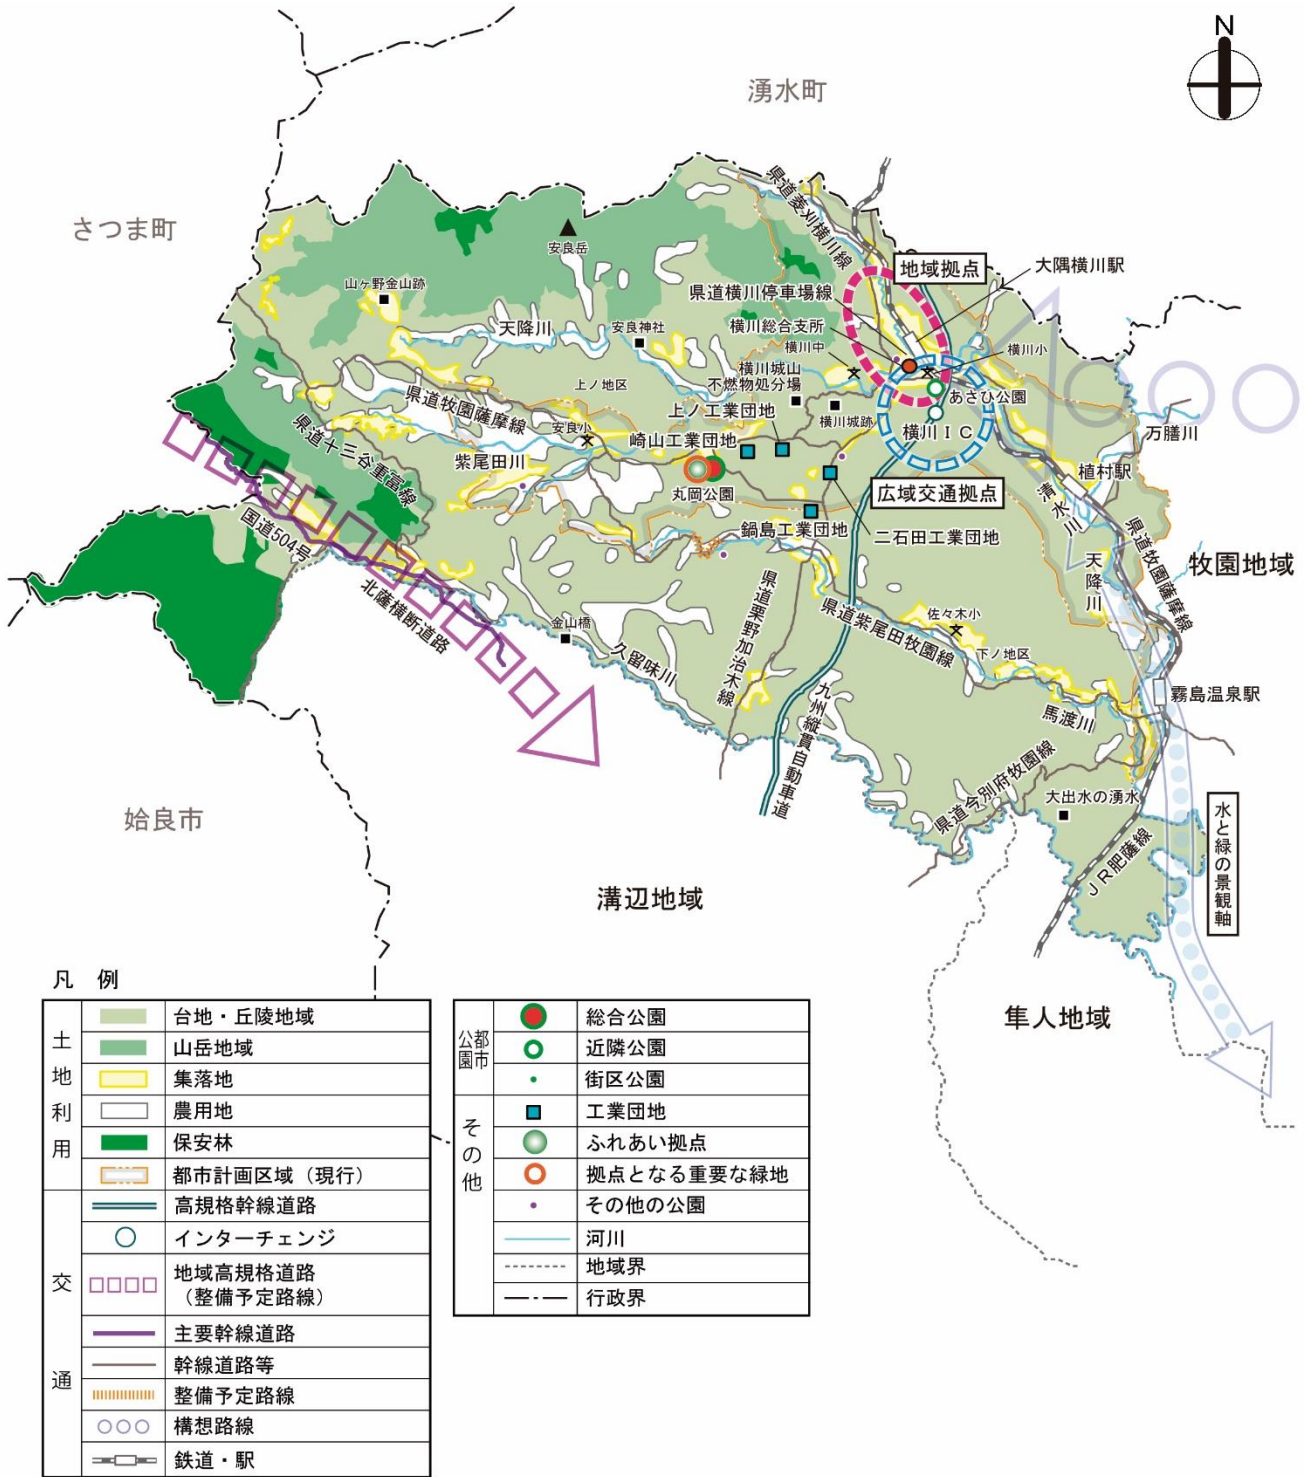 N
湧水町
さつま町
県道菱刈横川線
地域拠点
大隅横川駅
安良岳
山ヶ野金山跡
県道横川停車場線
天降川
安良神社
横川総合支所
横川中
横川小
横川城山
不燃物処分場
あさひ公園
上ノ地区
県道牧園薩摩線
上ノ工業団地
横川城跡
横川IC
万膳川
県道十三谷重富線
安良小
崎山工業団地
紫尾田川
植村駅
丸岡公園
広域交通拠点
清水川
国道504号
鍋島工業団地
二石田工業団地
県道牧園薩摩線
牧園地域
天降川
北薩横断道路
金山橋
県道栗野加治木線
県道紫尾田牧園線
佐々木小
下ノ地区
久留味川
霧島温泉駅
馬渡川
九州縦貫自動車道
県道今別府牧園線
大出水の湧水
姶良市
水と緑の景観軸
JR肥薩線
溝辺地域
隼人地域
凡 例
土地利用
台地・丘陵地域
山岳地域
集落地
農用地
保安林
都市計画区域(現行)
交通
高規格幹線道路
インターチェンジ
地域高規格道路
(整備予定路線)
主要幹線道路
幹線道路等
整備予定路線
構想路線
鉄道・駅
都市公園
総合公園
近隣公園
街区公園
その他
工業団地
ふれあい拠点
拠点となる重要な緑地
その他の公園
河川
地域界
行政界